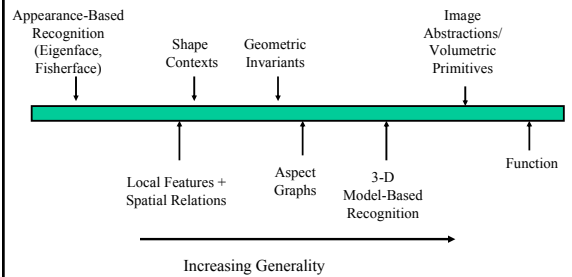 Appearance-Based
Recognition
(Eigenface,
Fisherface)
Shape
Contexts
Geometric
Invariants
Image
Abstractions/
Volumetric
Primitives
Local Features +
Spatial Relations
Aspect
Graphs
3-D
Model-Based
Recognition
Function
Increasing Generality